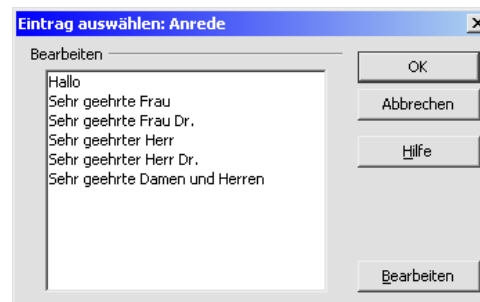 Eintrag auswählen: Anrede
Bearbeiten
Hallo
Sehr geehrte Frau
Sehr geehrte Frau Dr.
Sehr geehrter Herr
Sehr geehrter Herr Dr.
Sehr geehrte Damen und Herren
OK
Abbrechen
Hilfe
Bearbeiten